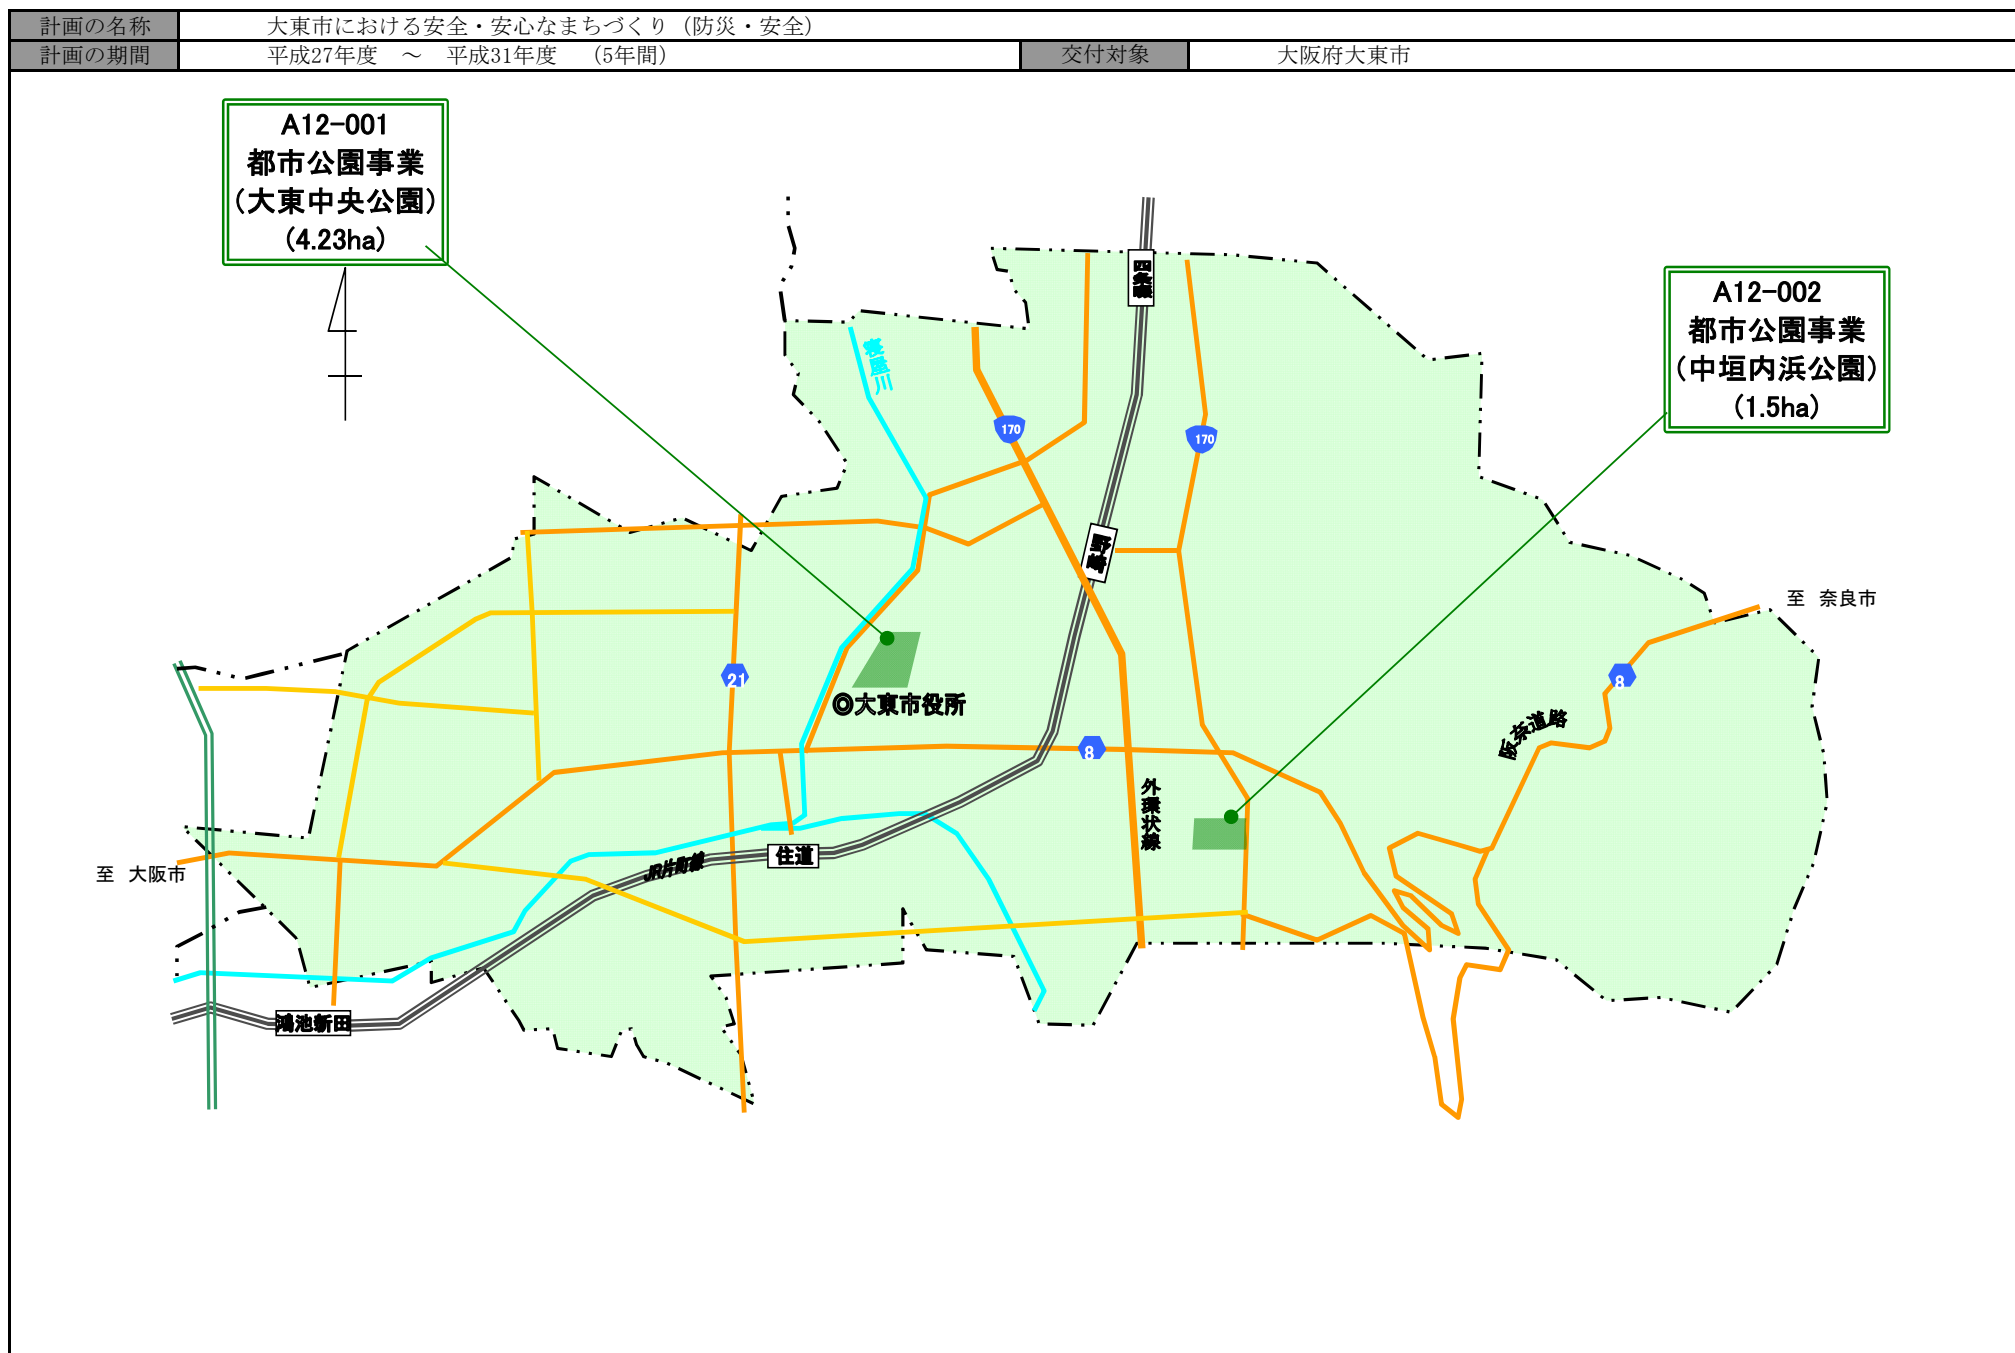 計画の名称 大東市における安全・安心なまちづくり（防災・安全）
計画の期間 平成27年度 ～ 平成31年度 （5年間） 交付対象 大阪府大東市
A12-001
都市公園事業
(大東中央公園)
(4.23ha)
A12-002
都市公園事業
(中垣内浜公園)
(1.5ha)
四条畷
寝屋川
170
170
野崎
至 奈良市
21
8
◎大東市役所
阪奈道路
8
外環状線
至 大阪市
JR片町線
住道
鴻池新田